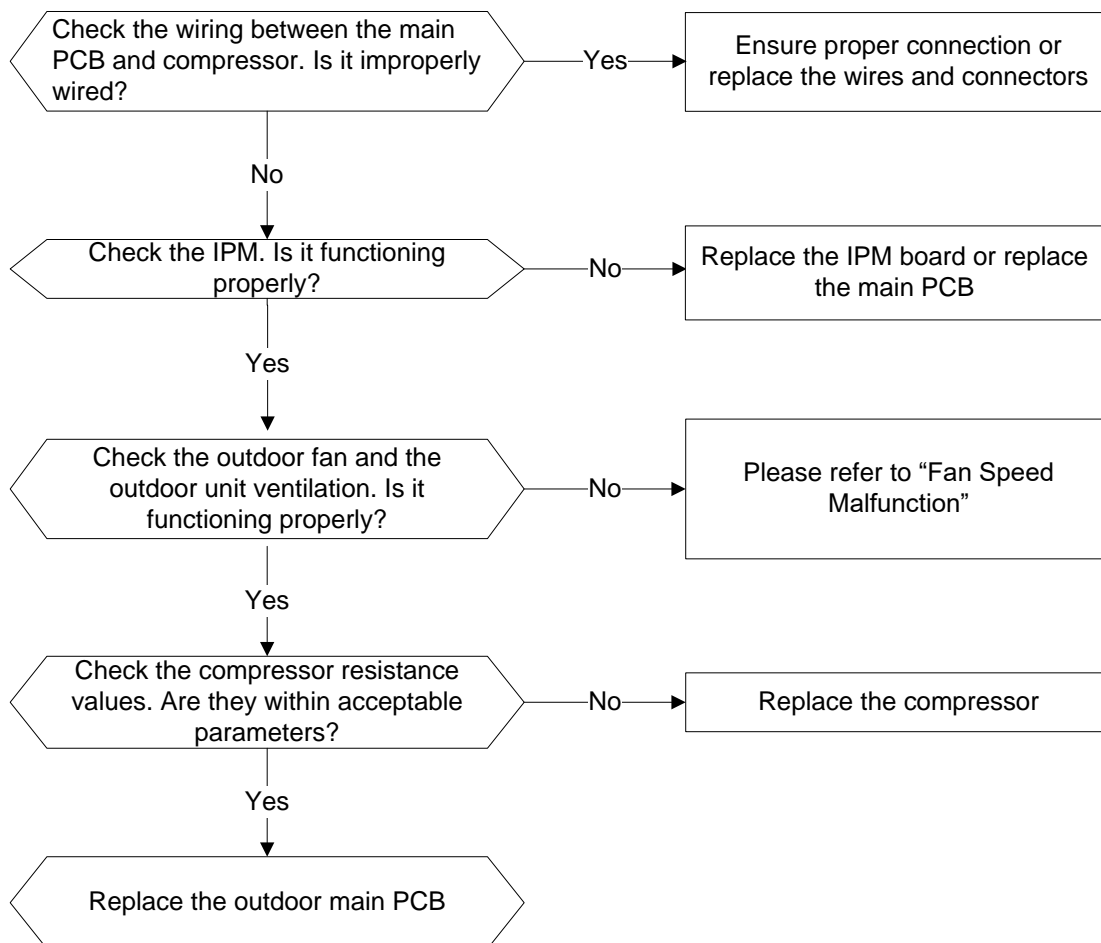 Check the wiring between the main
PCB and compressor. Is it improperly
wired?
Yes
Ensure proper connection or
replace the wires and connectors
No
Check the IPM. Is it functioning
properly?
No
Replace the IPM board or replace
the main PCB
Yes
Check the outdoor fan and the
outdoor unit ventilation. Is it
functioning properly?
No
Please refer to “Fan Speed
Malfunction”
Yes
Check the compressor resistance
values. Are they within acceptable
parameters?
No
Replace the compressor
Yes
Replace the outdoor main PCB